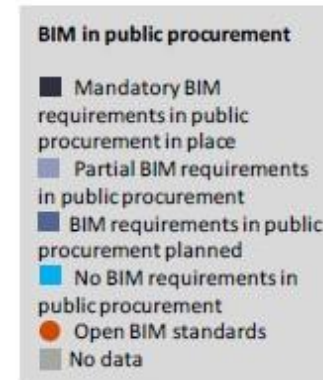 BIM in public procurement
Mandatory BIM
requirements in public
procurement in place
Partial BIM requirements
in public procurement
BIM requirements in public
procurement planned
No BIM requirements in
public procurement
Open BIM standards
No data